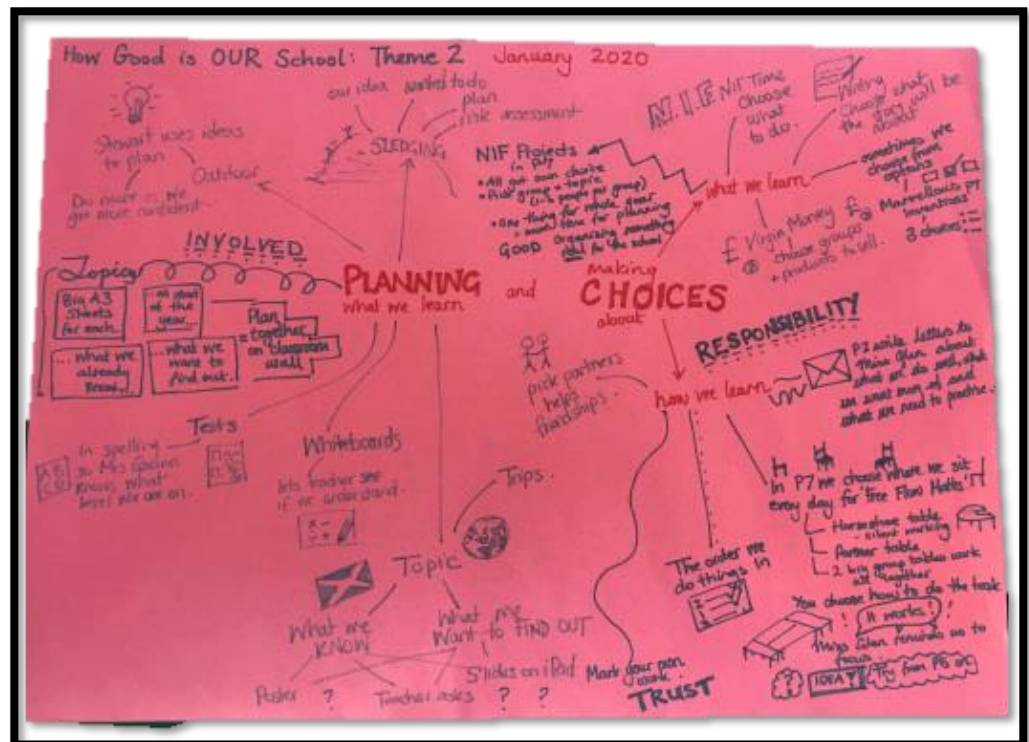 How Good is OUR School: Theme 2 January 2020
Stewart uses ideas
to plan
Outdoor
Do more as we
get more confident.
our idea wanted to do
plan
risk assessment
SLEDGING
N.I.F NIF Time
Choose
what
to do.
Writing
Choose what
the story will be
about
NIF Projects
in P7
• All got own choice
• Pick group + topic
people per group)
• One thing for whole year
= more time for planning
GOOD Organising something
for the school
what we learn
sometimes we
choose from
options
Marvellous P7
inventions
3 choices
£ Virgin Money £
choose groups
+ products to sell.
INVOLVED
Topics
Big A3
Sheets
for each
...at start
of the
year...
...what we
already
know...
...what we
want to
find out.
= Plan
together
on classroom
wall
PLANNING
what we learn
and
making
CHOICES
about
RESPONSIBILITY
how we learn
P2 write letters to
Miss Glen about
what we do well, what
we want more of and
what we need to practise.
pick partners
helps
friendships.
Tests
In spelling
so Mrs
knows what
level we are on.
A B
C D
Whiteboards
lets teacher see
if we understand.
Trips.
Topic
What we
KNOW
What we
Want to FIND OUT
Poster ? Teacher asks ? ?
Slides on iPad
Mark your own
work.
TRUST
The order we
do things in
In P7 we choose where we sit
every day for
Horseshoe table
- silent working
Partner table
2 big group tables work
all together
You choose how to do the task
It works!
Miss Glen reminds us to
focus.
? IDEA! Try from P5 on